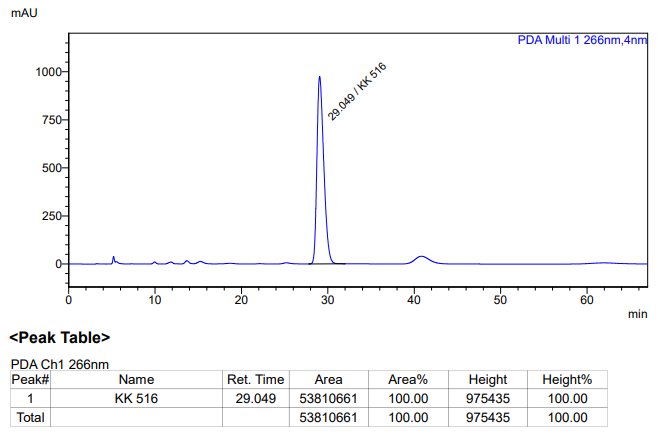 mAU
PDA Multi 1 266nm,4nm
29.049 / KK 516
1000
750
500
250
0
0 10 20 30 40 50 60
min
<Peak Table>
PDA Ch1 266nm
Peak# Name Ret. Time Area Area% Height Height%
1 KK 516 29.049 53810661 100.00 975435 100.00
Total 53810661 100.00 975435 100.00